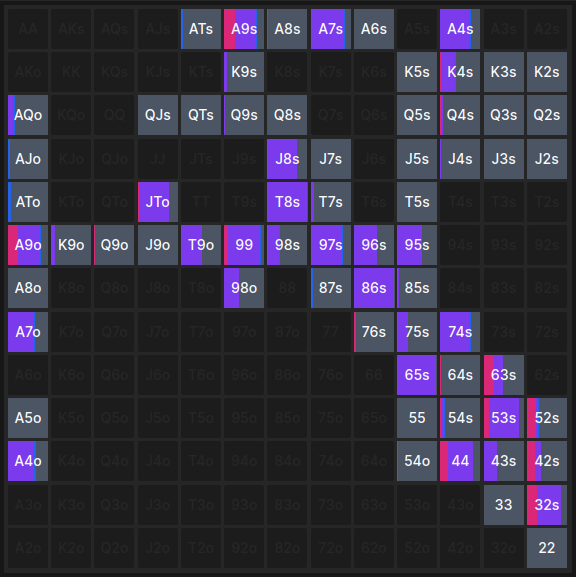 AA AKs AQs AJs ATs A9s A8s A7s A6s A5s A4s A3s A2s
AKo KK KQs KJs KTs K9s K8s K7s K6s K5s K4s K3s K2s
AQo KQo QQ QJs QTs Q9s Q8s Q7s Q6s Q5s Q4s Q3s Q2s
AJo KJo QJo JJ JTs J9s J8s J7s J6s J5s J4s J3s J2s
ATo KTo QTo JTo TT T9s T8s T7s T6s T5s T4s T3s T2s
A9o K9o Q9o J9o T9o 99 98s 97s 96s 95s 94s 93s 92s
A8o K8o Q8o J8o T8o 98o 88 87s 86s 85s 84s 83s 82s
A7o K7o Q7o J7o T7o 97o 87o 77 76s 75s 74s 73s 72s
A6o K6o Q6o J6o T6o 96o 86o 76o 66 65s 64s 63s 62s
A5o K5o Q5o J5o T5o 95o 85o 75o 65o 55 54s 53s 52s
A4o K4o Q4o J4o T4o 94o 84o 74o 64o 54o 44 43s 42s
A3o K3o Q3o J3o T3o 93o 83o 73o 63o 53o 43o 33 32s
A2o K2o Q2o J2o T2o 92o 82o 72o 62o 52o 42o 32o 22